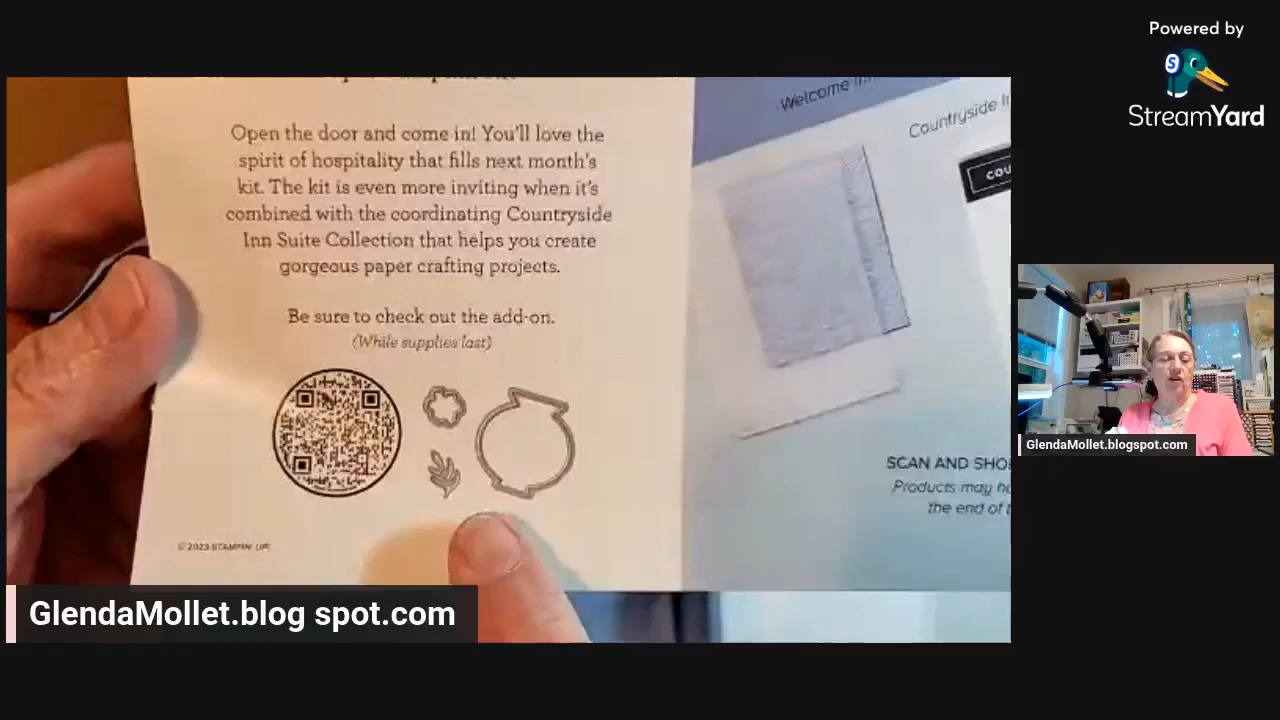 Powered by
StreamYard
Open the door and come in! You'll love the
spirit of hospitality that fills next month's
kit. The kit is even more inviting when it's
combined with the coordinating Countryside
Inn Suite Collection that helps you create
gorgeous paper crafting projects.
Be sure to check out the add-on.
(While supplies last)
© 2023 STAMPIN' UP!
Welcome
Countryside
SCAN AND
Products may
the end of
GlendaMollet.blog spot.com
GlendaMollet.blogspot.com